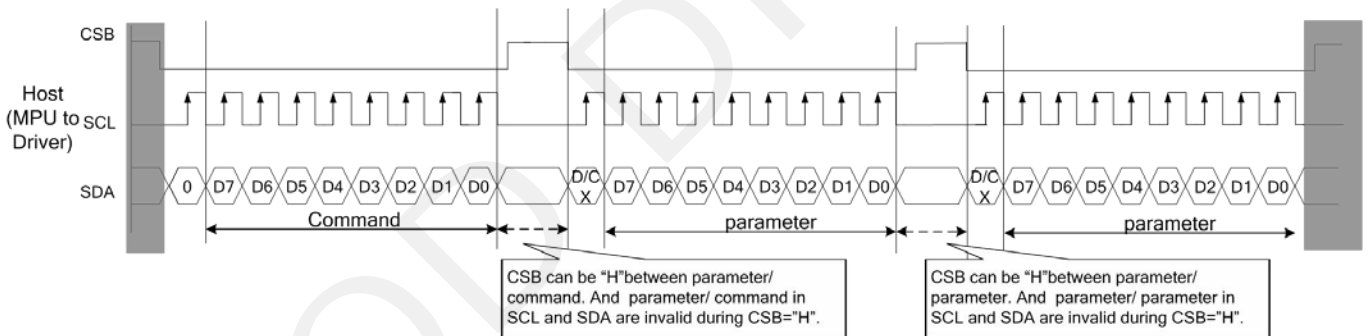 CSB
Host
(MPU to
Driver)
SCL
SDA
0 D7 D6 D5 D4 D3 D2 D1 D0 D/C X D7 D6 D5 D4 D3 D2 D1 D0 D/C X D7 D6 D5 D4 D3 D2 D1 D0
Command parameter parameter
CSB can be “H”between parameter/
command. And parameter/ command in
SCL and SDA are invalid during CSB=”H”.
CSB can be “H”between parameter/
parameter. And parameter/ parameter in
SCL and SDA are invalid during CSB=”H”.